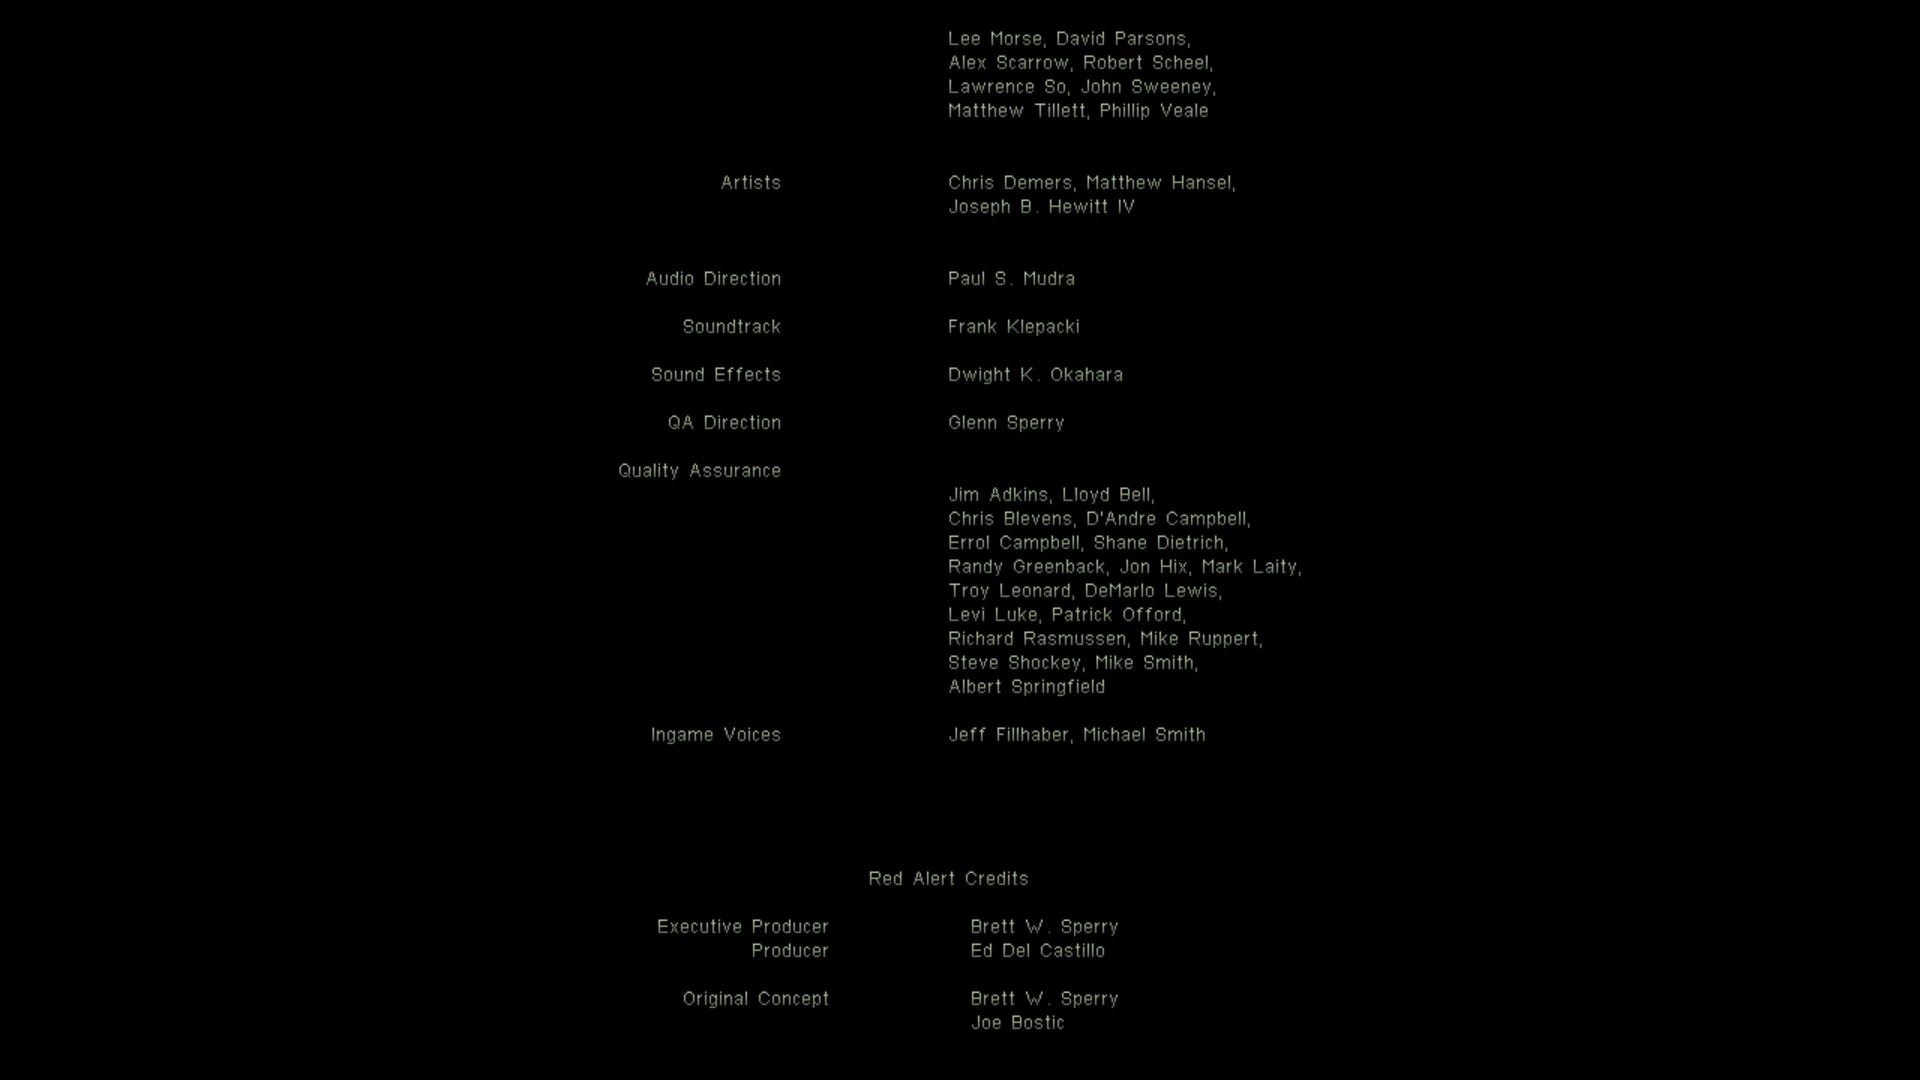 Lee Morse, David Parsons,
Alex Scarrow, Robert Scheel,
Lawrence So, John Sweeney,
Matthew Tillett, Phillip Veale
Artists Chris Demers, Matthew Hansel,
Joseph B. Hewitt IV
Audio Direction Paul S. Mudra
Soundtrack Frank Klepacki
Sound Effects Dwight K. Okahara
QA Direction Glenn Sperry
Quality Assurance
Jim Adkins, Lloyd Bell,
Chris Blevens, D'Andre Campbell,
Errol Campbell, Shane Dietrich,
Randy Greenback, Jon Hix, Mark Laity,
Troy Leonard, DeMarlo Lewis,
Levi Luke, Patrick Offord,
Richard Rasmussen, Mike Ruppert,
Steve Shockey, Mike Smith,
Albert Springfield
Ingame Voices Jeff Fillhaber, Michael Smith
Red Alert Credits
Executive Producer Brett W. Sperry
Producer Ed Del Castillo
Original Concept Brett W. Sperry
Joe Bostic